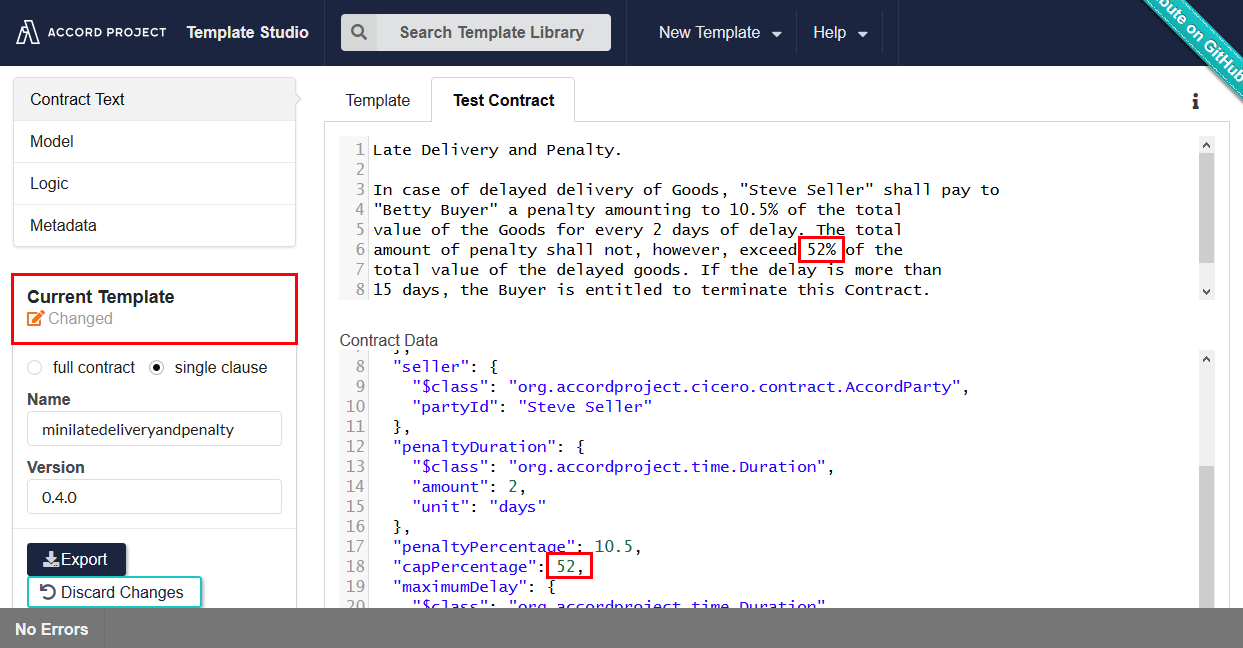 ACCORD PROJECT Template Studio Search Template Library New Template Help
bute on GitHub
Contract Text
Model
Logic
Metadata
Current Template
Changed
full contract single clause
Name
minilatedeliveryandpenalty
Version
0.4.0
Export
Discard Changes
Template Test Contract
1 Late Delivery and Penalty.
2
3 In case of delayed delivery of Goods, "Steve Seller" shall pay to
4 "Betty Buyer" a penalty amounting to 10.5% of the total
5 value of the Goods for every 2 days of delay. The total
6 amount of penalty shall not, however, exceed 52% of the
7 total value of the delayed goods. If the delay is more than
8 15 days, the Buyer is entitled to terminate this Contract.
Contract Data
7 },
8 "seller": {
9 "$class": "org.accordproject.cicero.contract.AccordParty",
10 "partyId": "Steve Seller"
11 },
12 "penaltyDuration": {
13 "$class": "org.accordproject.time.Duration",
14 "amount": 2,
15 "unit": "days"
16 },
17 "penaltyPercentage": 10.5,
18 "capPercentage": 52,
19 "maximumDelay": {
20 "$class": "org.accordproject.time.Duration"
No Errors